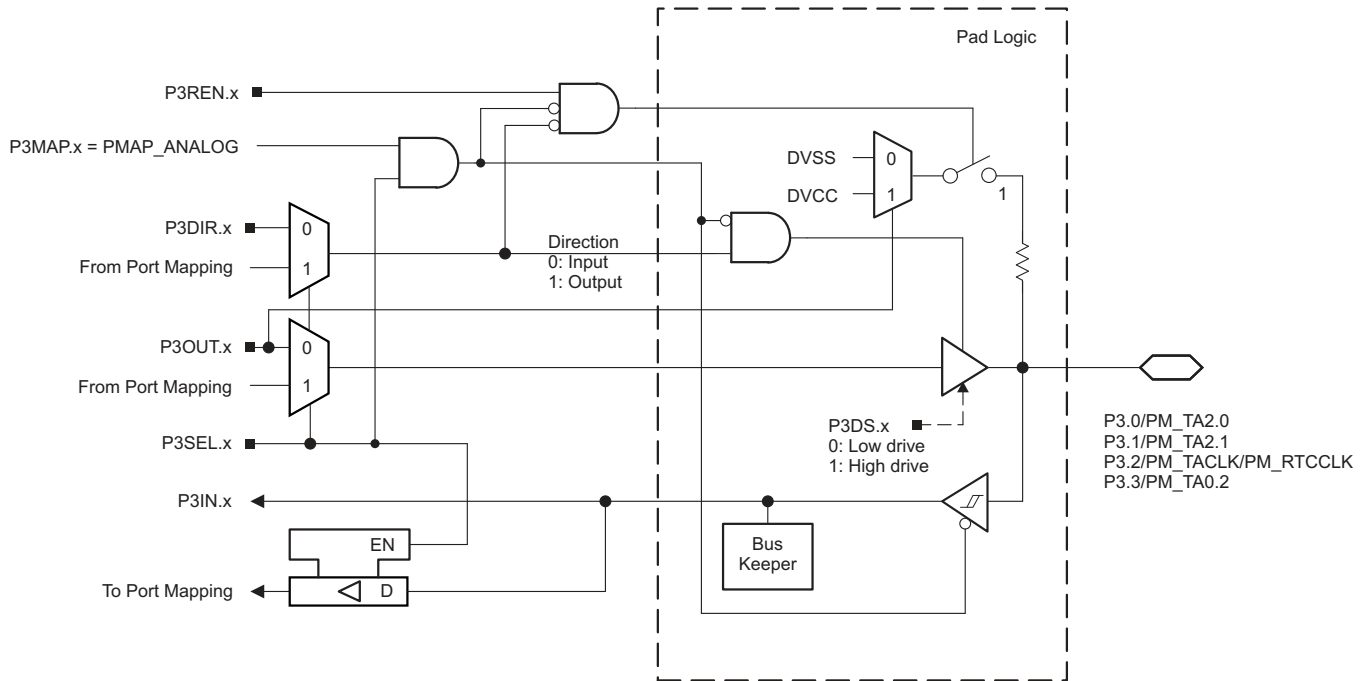 Pad Logic
P3REN.x
P3MAP.x = PMAP_ANALOG
DVSS
0
DVCC
1
1
P3DIR.x
0
From Port Mapping
1
Direction
0: Input
1: Output
P3OUT.x
0
From Port Mapping
1
P3SEL.x
P3DS.x
0: Low drive
1: High drive
P3.0/PM_TA2.0
P3.1/PM_TA2.1
P3.2/PM_TACLK/PM_RTCCLK
P3.3/PM_TA0.2
P3IN.x
EN
Bus
Keeper
To Port Mapping
D